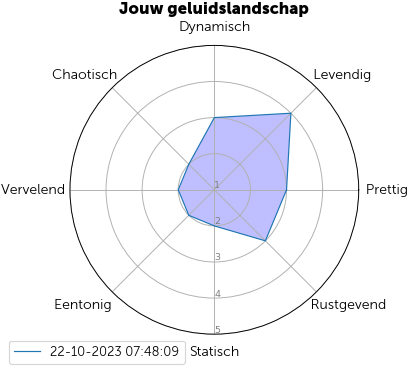 Jouw geluidslandschap
Dynamisch
Chaotisch
Levendig
Vervelend
1
Prettig
2
3
4
Eentonig
Rustgevend
5
22-10-2023 07:48:09
Statisch